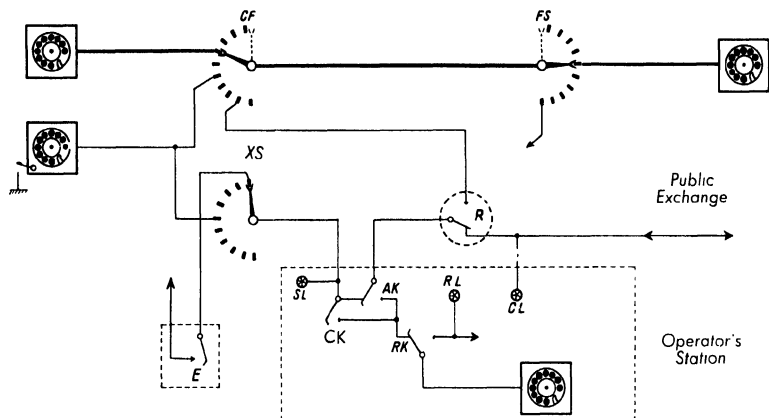 CF
FS
XS
R
Public
Exchange
SL
AK
RL
CL
CK
RK
Operator's
Station
E